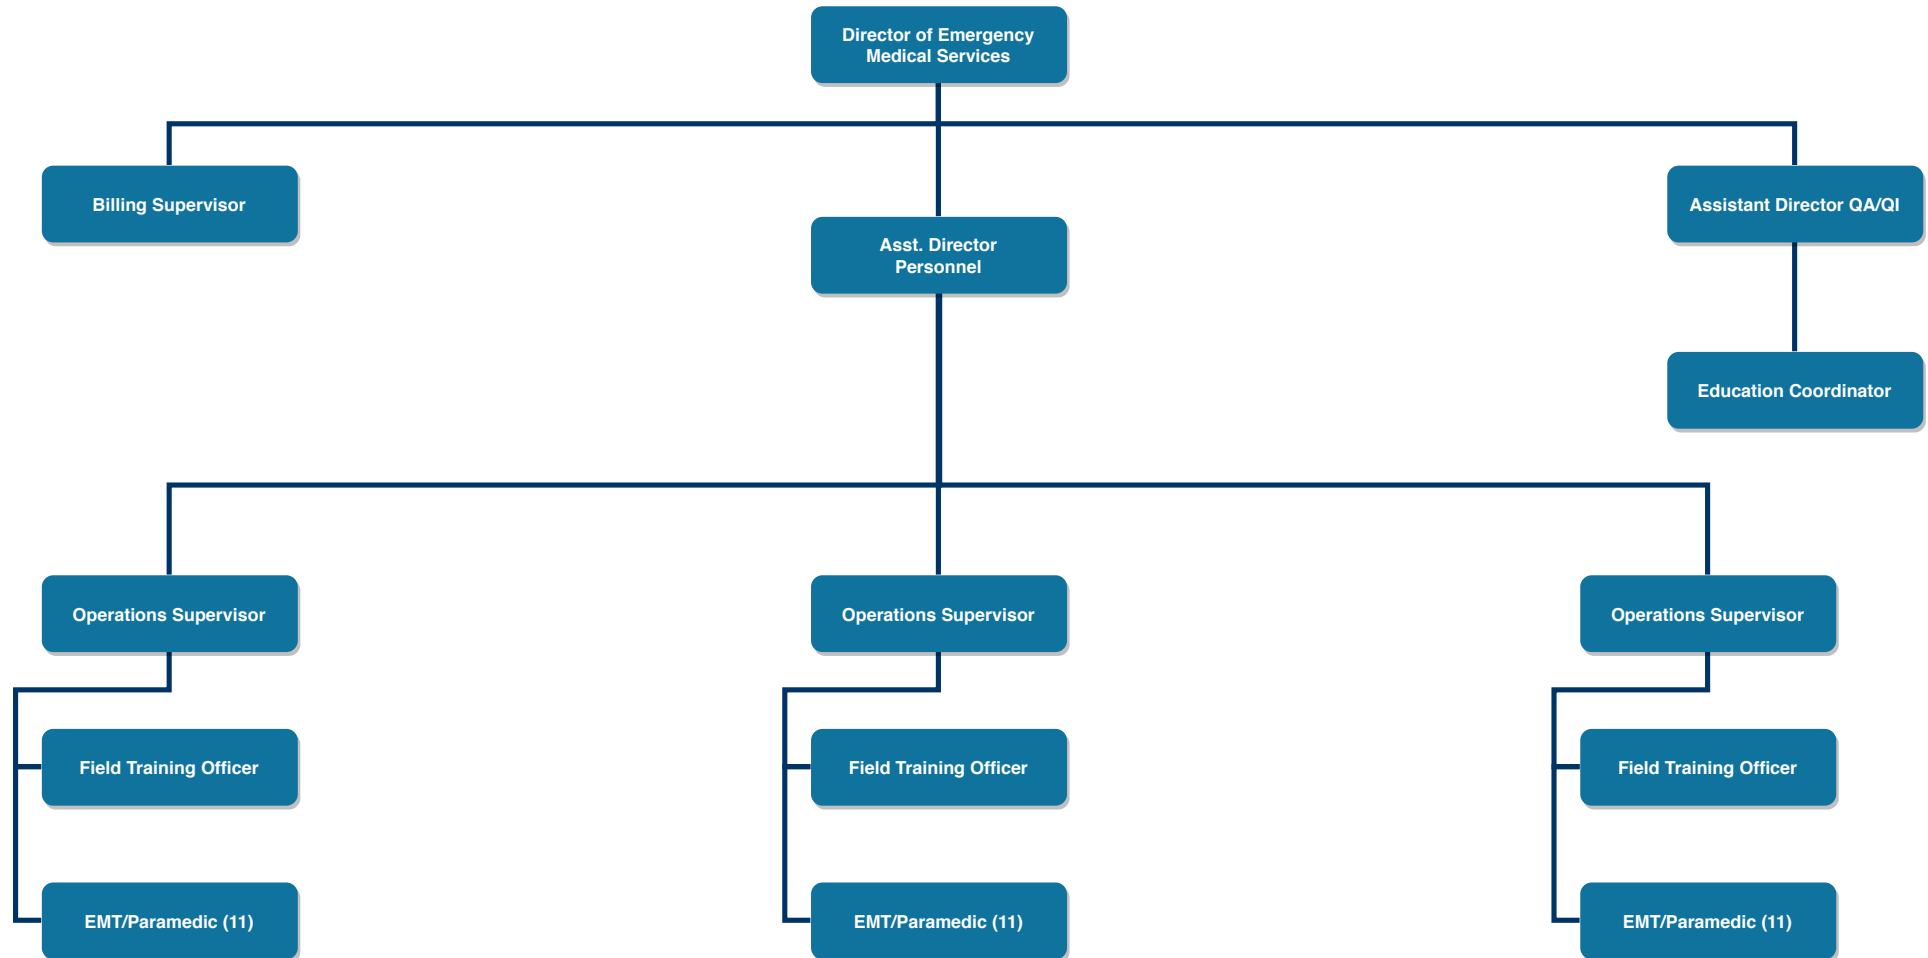 Director of Emergency
Medical Services
Billing Supervisor
Assistant Director QA/QI
Asst. Director
Personnel
Education Coordinator
Operations Supervisor
Operations Supervisor
Operations Supervisor
Field Training Officer
Field Training Officer
Field Training Officer
EMT/Paramedic (11)
EMT/Paramedic (11)
EMT/Paramedic (11)